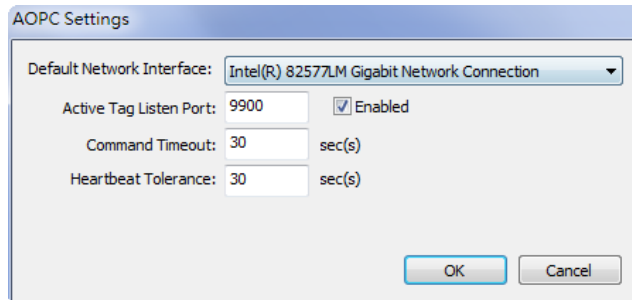 AOPC Settings
Default Network Interface: Intel(R) 82577LM Gigabit Network Connection
Active Tag Listen Port: 9900 Enabled
Command Timeout: 30 sec(s)
Heartbeat Tolerance: 30 sec(s)
OK Cancel